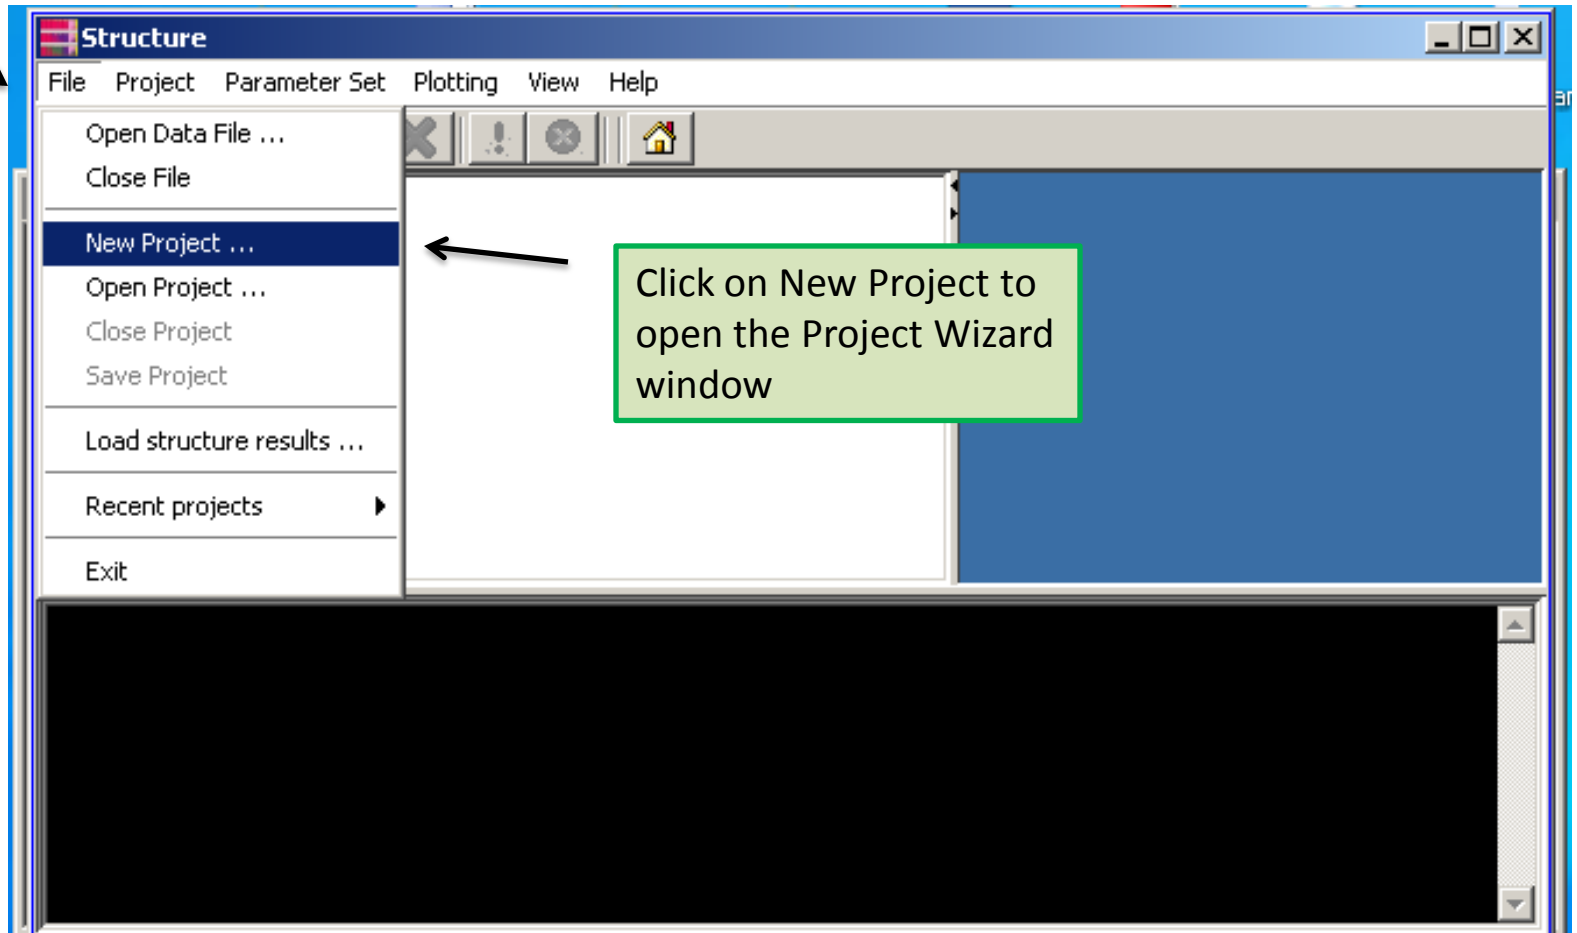 Structure
File Project Parameter Set Plotting View Help
Open Data File ...
Close File
New Project ...
Open Project ...
Close Project
Save Project
Load structure results ...
Recent projects
Exit
Click on New Project to
open the Project Wizard
window